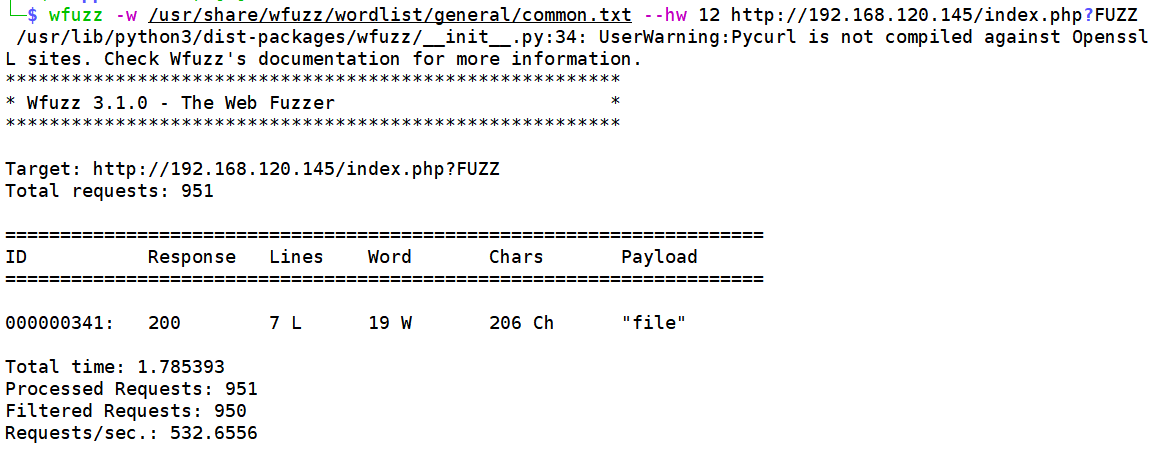 └─$ wfuzz -w /usr/share/wfuzz/wordlist/general/common.txt --hw 12 http://192.168.120.145/index.php?FUZZ
/usr/lib/python3/dist-packages/wfuzz/__init__.py:34: UserWarning:Pycurl is not compiled against Openssl
L sites. Check Wfuzz's documentation for more information.
********************************************************
* Wfuzz 3.1.0 - The Web Fuzzer                         *
********************************************************
Target: http://192.168.120.145/index.php?FUZZ
Total requests: 951
=====================================================================
ID           Response   Lines    Word       Chars       Payload
=====================================================================
000000341:   200        7 L      19 W       206 Ch      "file"
Total time: 1.785393
Processed Requests: 951
Filtered Requests: 950
Requests/sec.: 532.6556